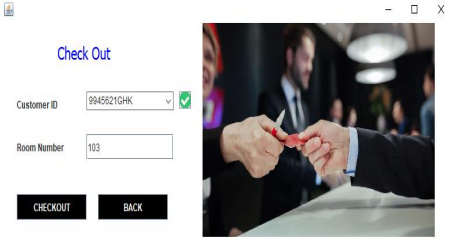 Check Out
Customer ID 9945621GHK
Room Number 103
CHECKOUT BACK